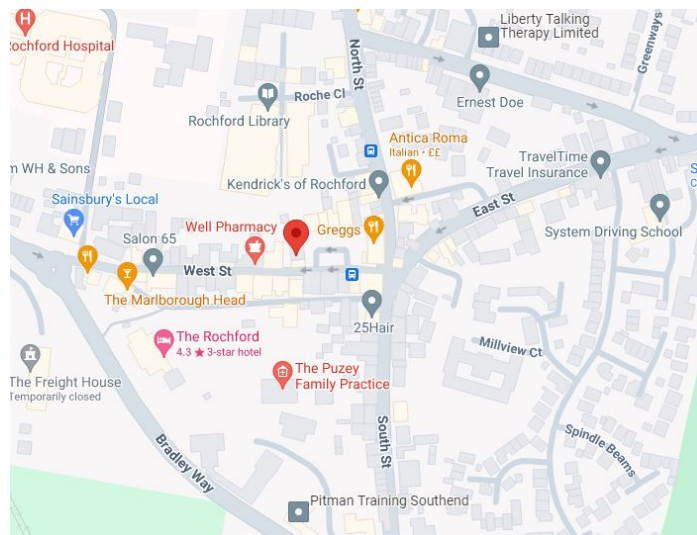 Liberty Talking
Therapy Limited
H
Rochford Hospital
North St
Greenways
Roche Cl
Ernest Doe
Rochford Library
Antica Roma
Italian · ££
TravelTime
Travel Insurance
m WH & Sons
Kendrick's of Rochford
East St
S
C
Sainsbury's Local
Well Pharmacy
Greggs
System Driving School
Salon 65
West St
The Marlborough Head
25Hair
The Rochford
4.3 ★ 3-star hotel
Millview Ct
The Puzey
Family Practice
The Freight House
Temporarily closed
South St
Bradley Way
Spindle Beams
Pitman Training Southend